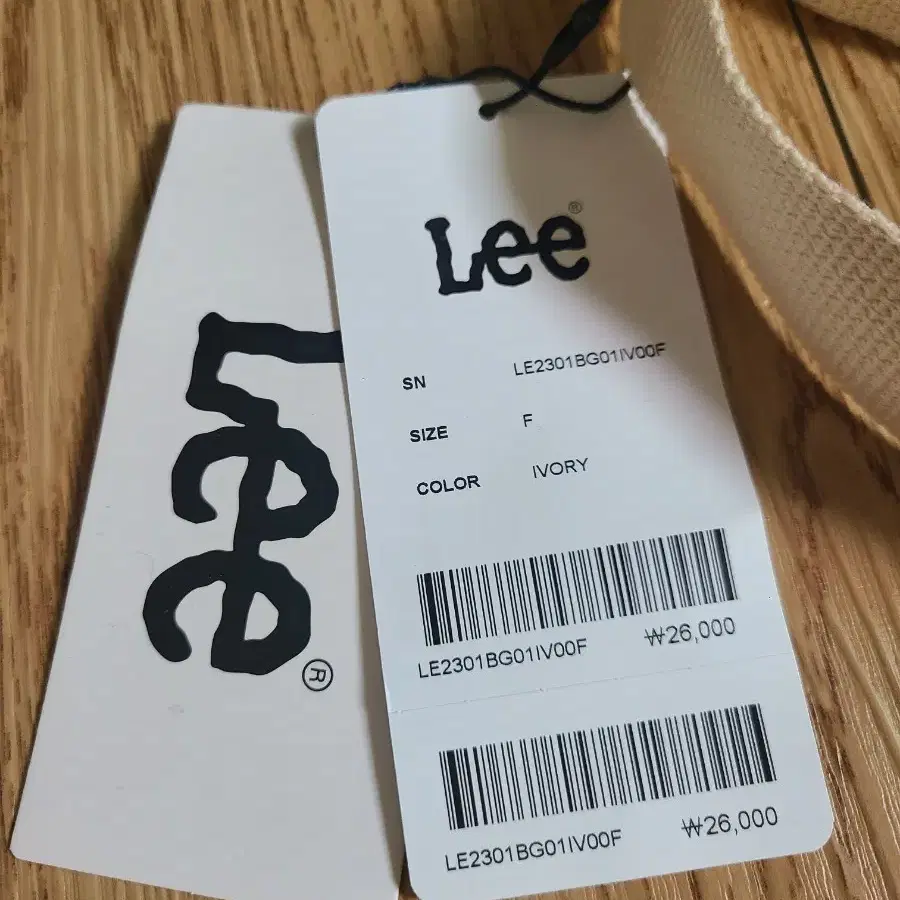 Lee®
Lee®
SN LE2301BG01IV00F
SIZE F
COLOR IVORY
LE2301BG01IV00F ₩26,000
LE2301BG01IV00F ₩26,000